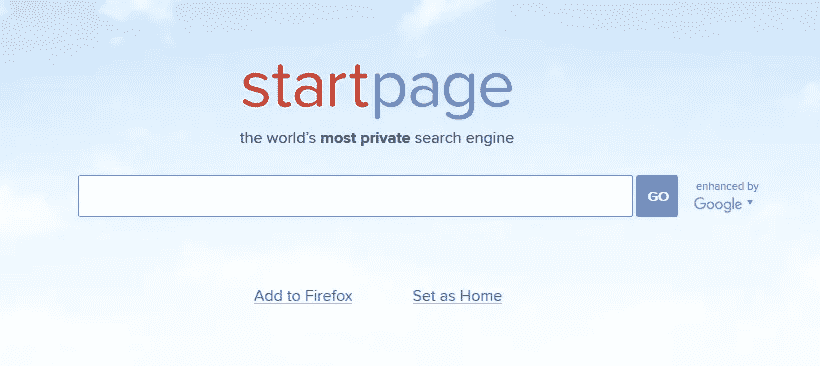 startpage
the world's most private search engine
GO
enhanced by
Google
Add to Firefox
Set as Home